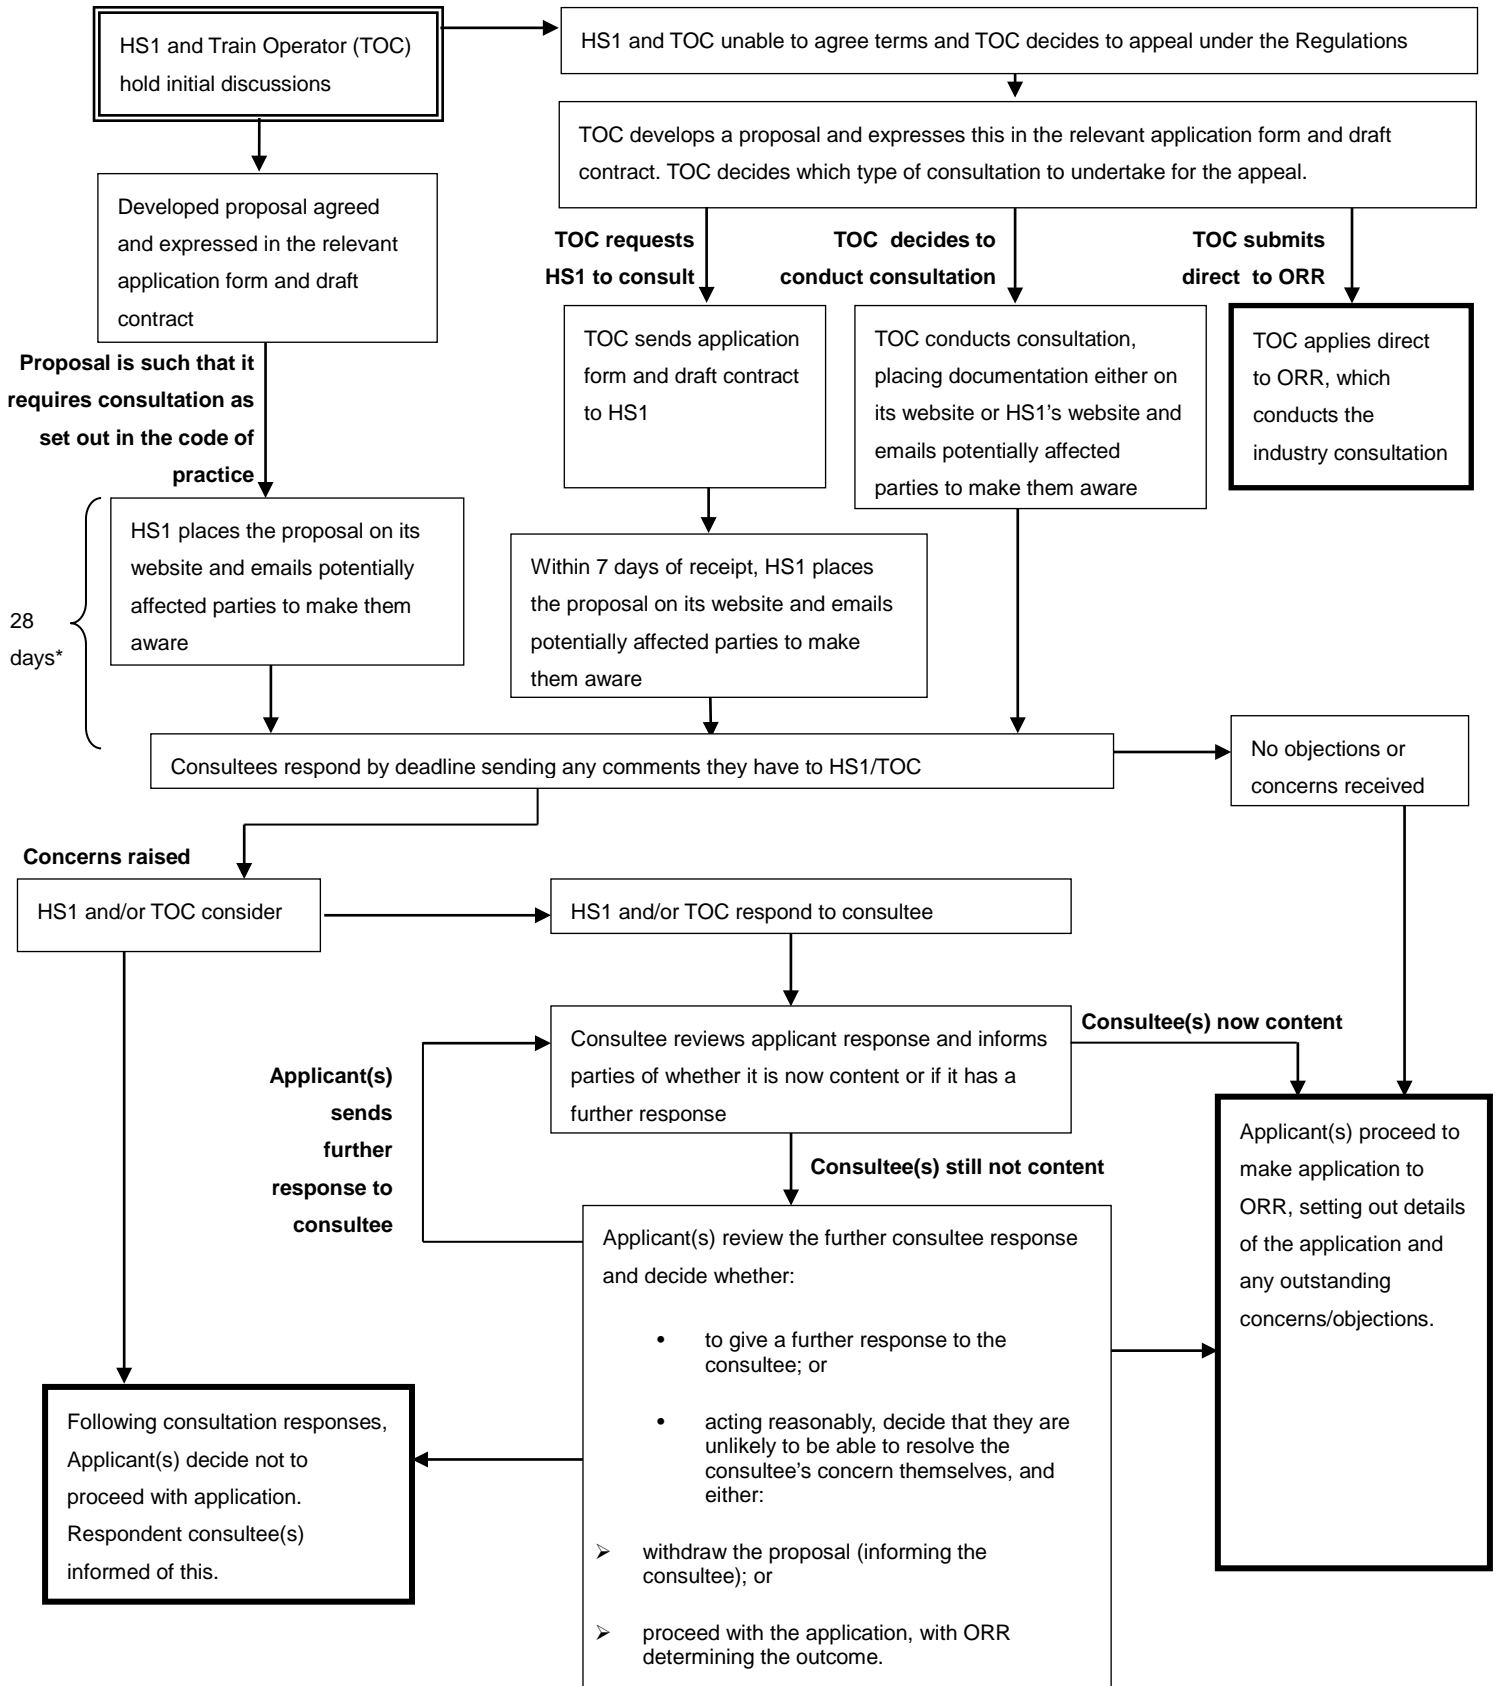 HS1 and Train Operator (TOC)
hold initial discussions
HS1 and TOC unable to agree terms and TOC decides to appeal under the Regulations
TOC develops a proposal and expresses this in the relevant application form and draft
contract. TOC decides which type of consultation to undertake for the appeal.
Developed proposal agreed
and expressed in the relevant
application form and draft
contract
TOC requests
HS1 to consult
TOC  decides to
conduct consultation
TOC submits
direct  to ORR
TOC sends application
form and draft contract
to HS1
TOC conducts consultation,
placing documentation either on
its website or HS1's website and
emails potentially affected
parties to make them aware
TOC applies direct
to ORR, which
conducts the
industry consultation
Proposal is such that it
requires consultation as
set out in the code of
practice
HS1 places the proposal on its
website and emails potentially
affected parties to make them
aware
Within 7 days of receipt, HS1 places
the proposal on its website and emails
potentially affected parties to make
them aware
28
days*
Consultees respond by deadline sending any comments they have to HS1/TOC
No objections or
concerns received
Concerns raised
HS1 and/or TOC consider
HS1 and/or TOC respond to consultee
Consultee reviews applicant response and informs
parties of whether it is now content or if it has a
further response
Consultee(s) now content
Applicant(s)
sends
further
response to
consultee
Consultee(s) still not content
Applicant(s) proceed to
make application to
ORR, setting out details
of the application and
any outstanding
concerns/objections.
Applicant(s) review the further consultee response
and decide whether:
• to give a further response to the
consultee; or
• acting reasonably, decide that they are
unlikely to be able to resolve the
consultee's concern themselves, and
either:
➢ withdraw the proposal (informing the
consultee); or
➢ proceed with the application, with ORR
determining the outcome.
Following consultation responses,
Applicant(s) decide not to
proceed with application.
Respondent consultee(s)
informed of this.